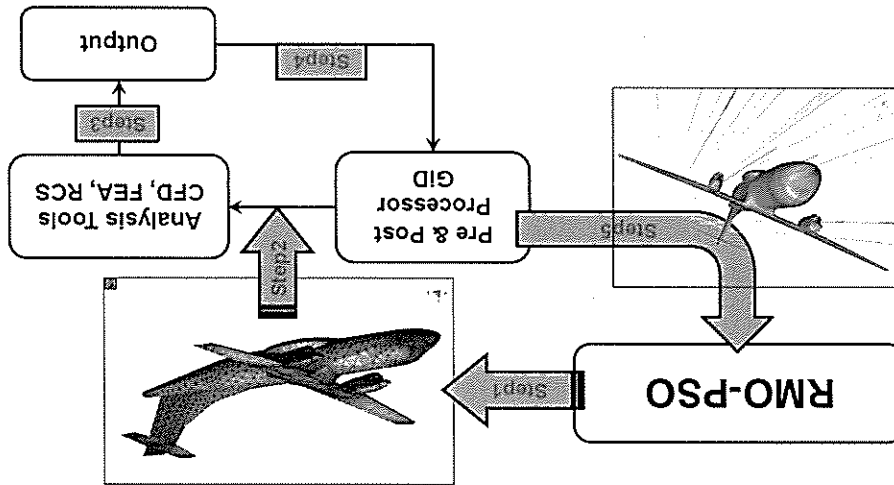 RMO-PSO
Step1
Step2
Pre & Post
Processor
GiD
Analysis Tools
CFD, FEA, RCS
Step3
Output
Step4
Step5